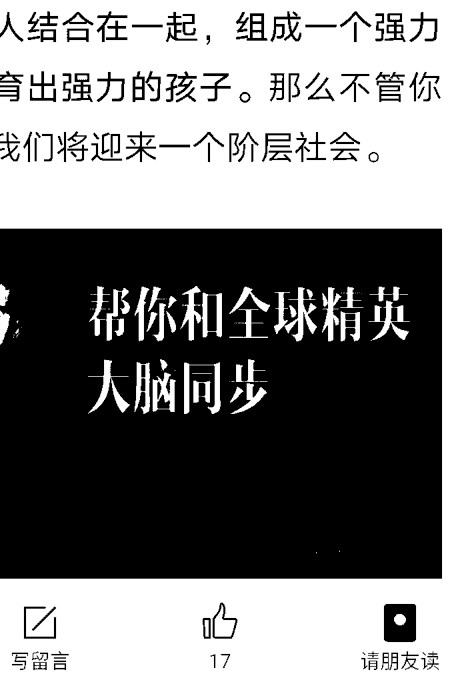 人结合在一起，组成一个强力
育出强力的孩子。那么不管你
我们将迎来一个阶层社会。
帮你和全球精英
大脑同步
写留言
17
请朋友读